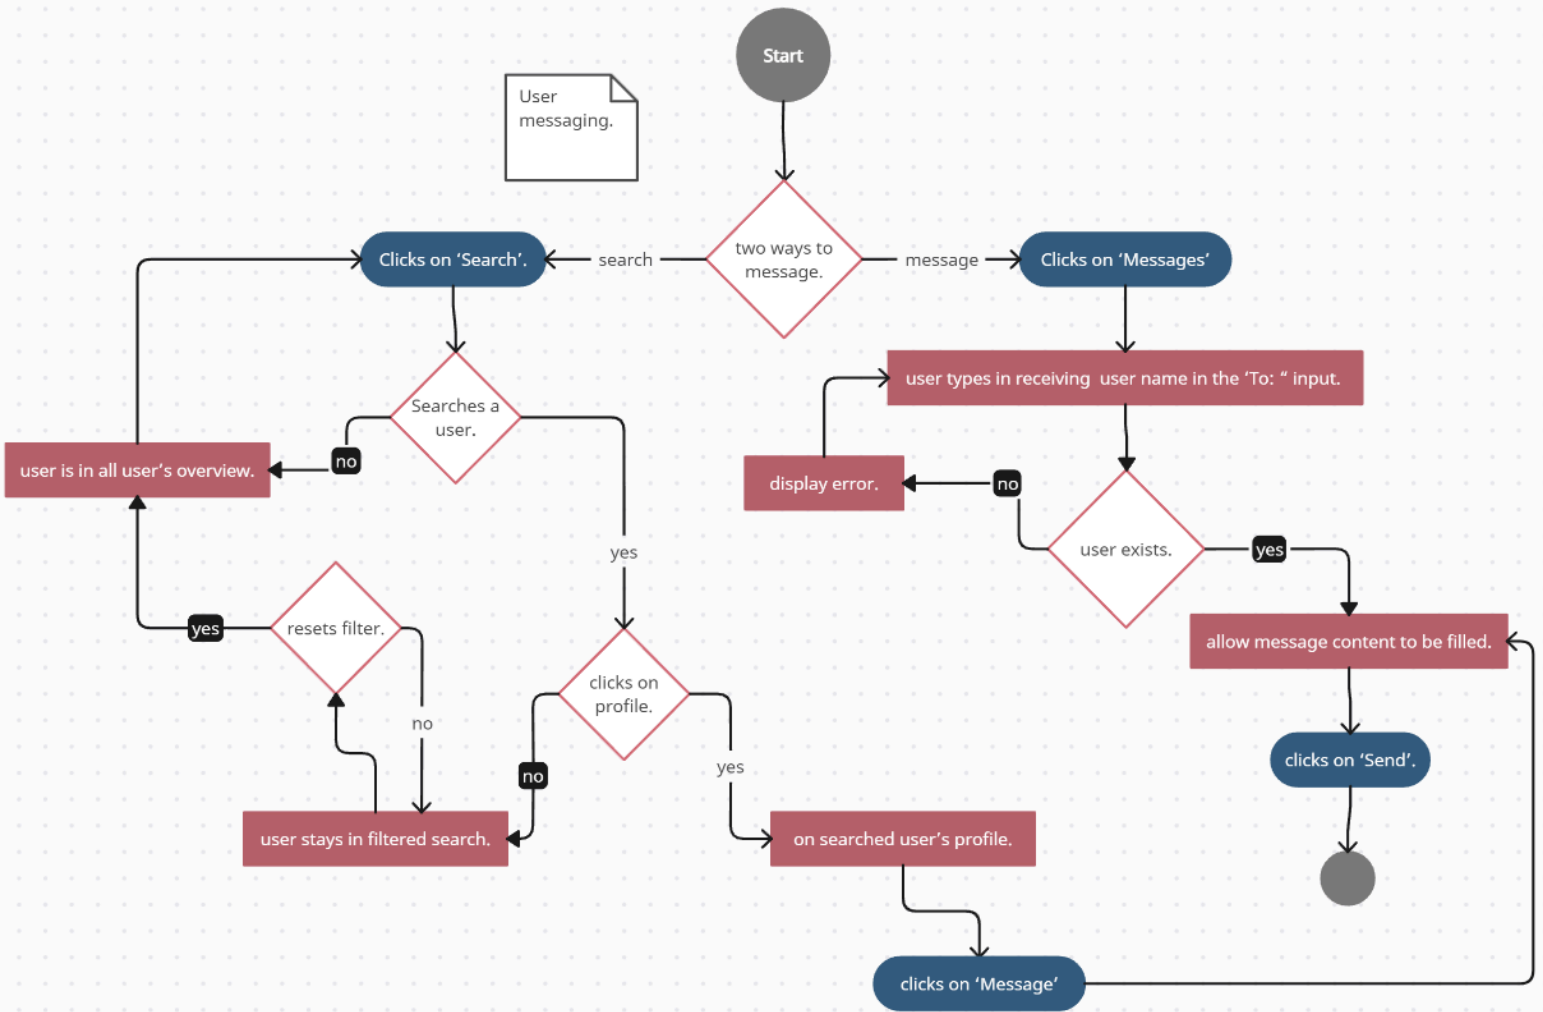 Start
User
messaging.
two ways to
message.
search
message
Clicks on ‘Search’.
Clicks on ‘Messages’
user types in receiving  user name in the ‘To: “ input.
Searches a
user.
no
yes
user is in all user’s overview.
display error.
no
user exists.
yes
resets filter.
yes
no
clicks on
profile.
no
yes
allow message content to be filled.
clicks on ‘Send’.
user stays in filtered search.
on searched user’s profile.
clicks on ‘Message’